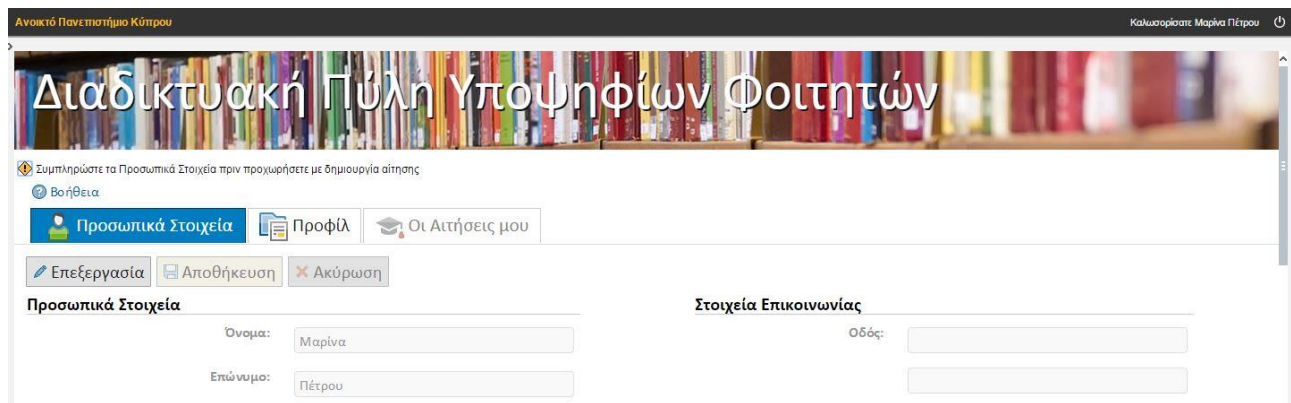 Ανοικτό Πανεπιστήμιο Κύπρου
Καλωσορίσατε Μαρίνα Πέτρου
Διαδικτυακή Πύλη Υποψηφίων Φοιτητών
Συμπληρώστε τα Προσωπικά Στοιχεία πριν προχωρήσετε με δημιουργία αίτησης
Βοήθεια
Προσωπικά Στοιχεία Προφίλ Οι Αιτήσεις μου
Επεξεργασία Αποθήκευση Ακύρωση
Προσωπικά Στοιχεία
Όνομα: Μαρίνα
Επώνυμο: Πέτρου
Στοιχεία Επικοινωνίας
Οδός: